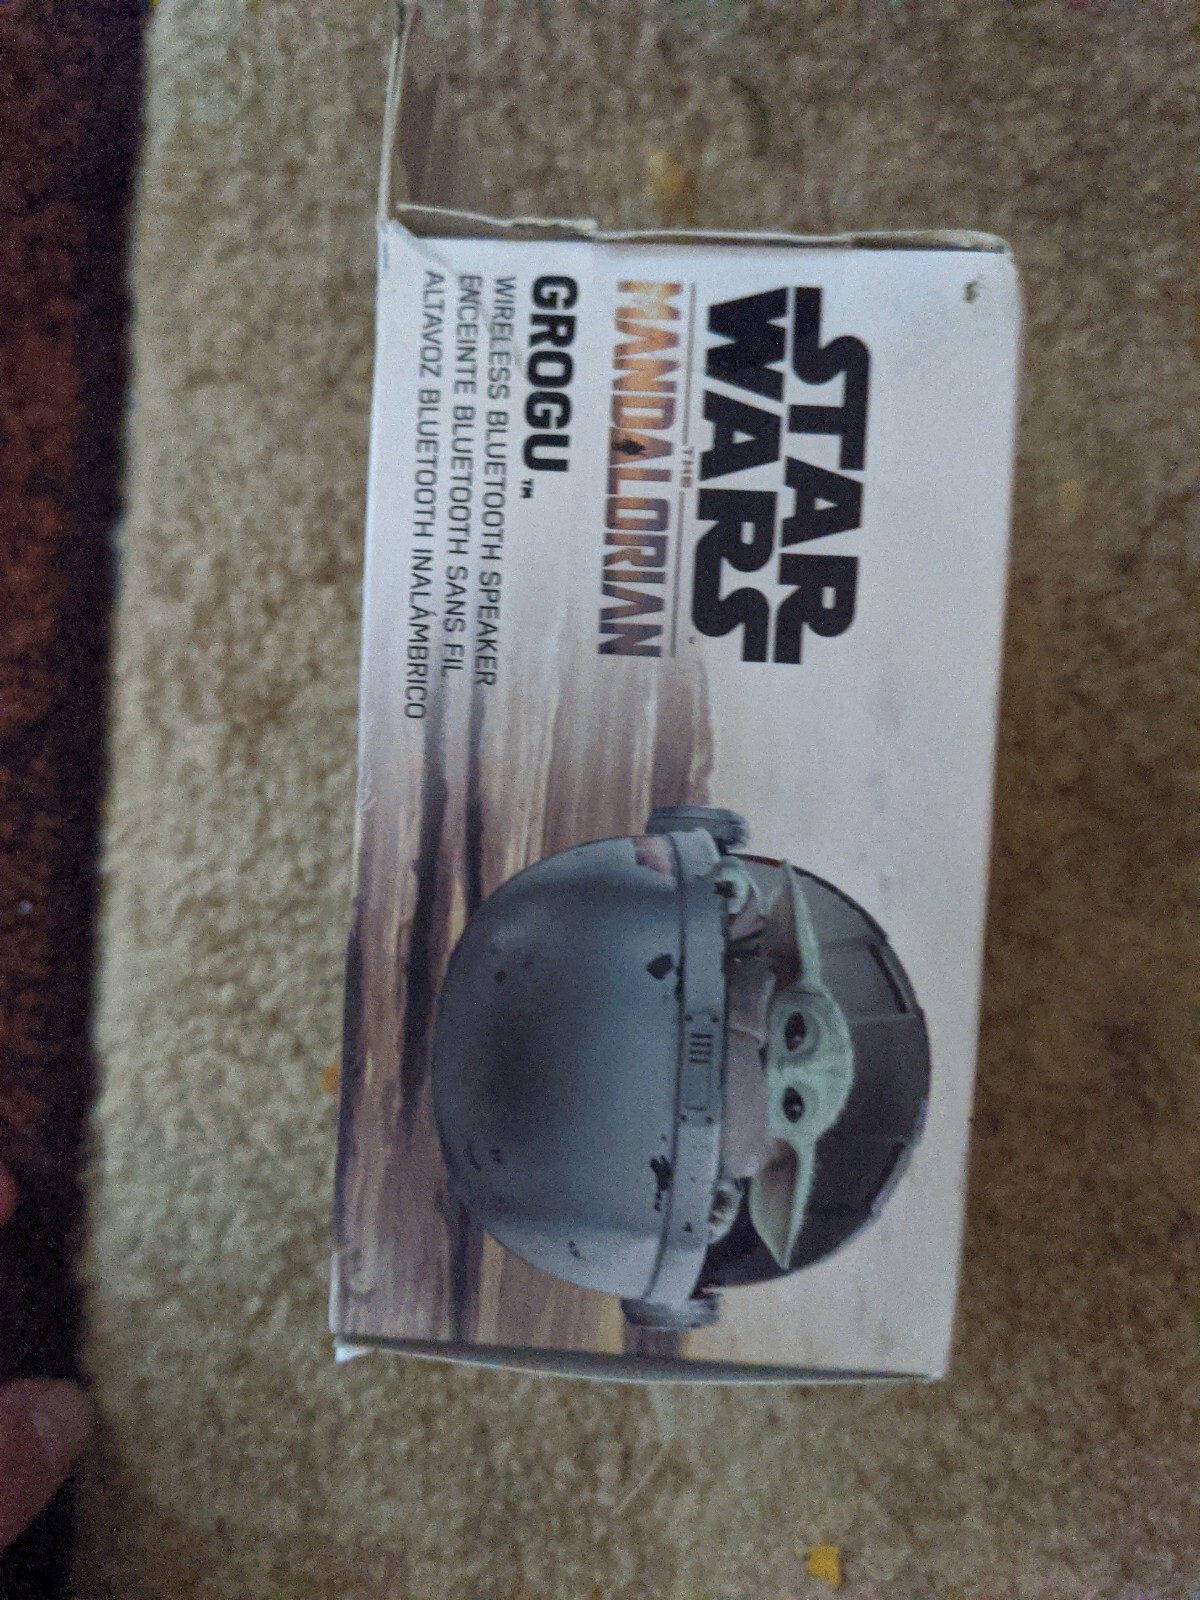 STAR
WARS
THE
MANDALORIAN
GROGU™
WIRELESS BLUETOOTH SPEAKER
ENCEINTE BLUETOOTH SANS FIL
ALTAVOZ BLUETOOTH INALÁMBRICO